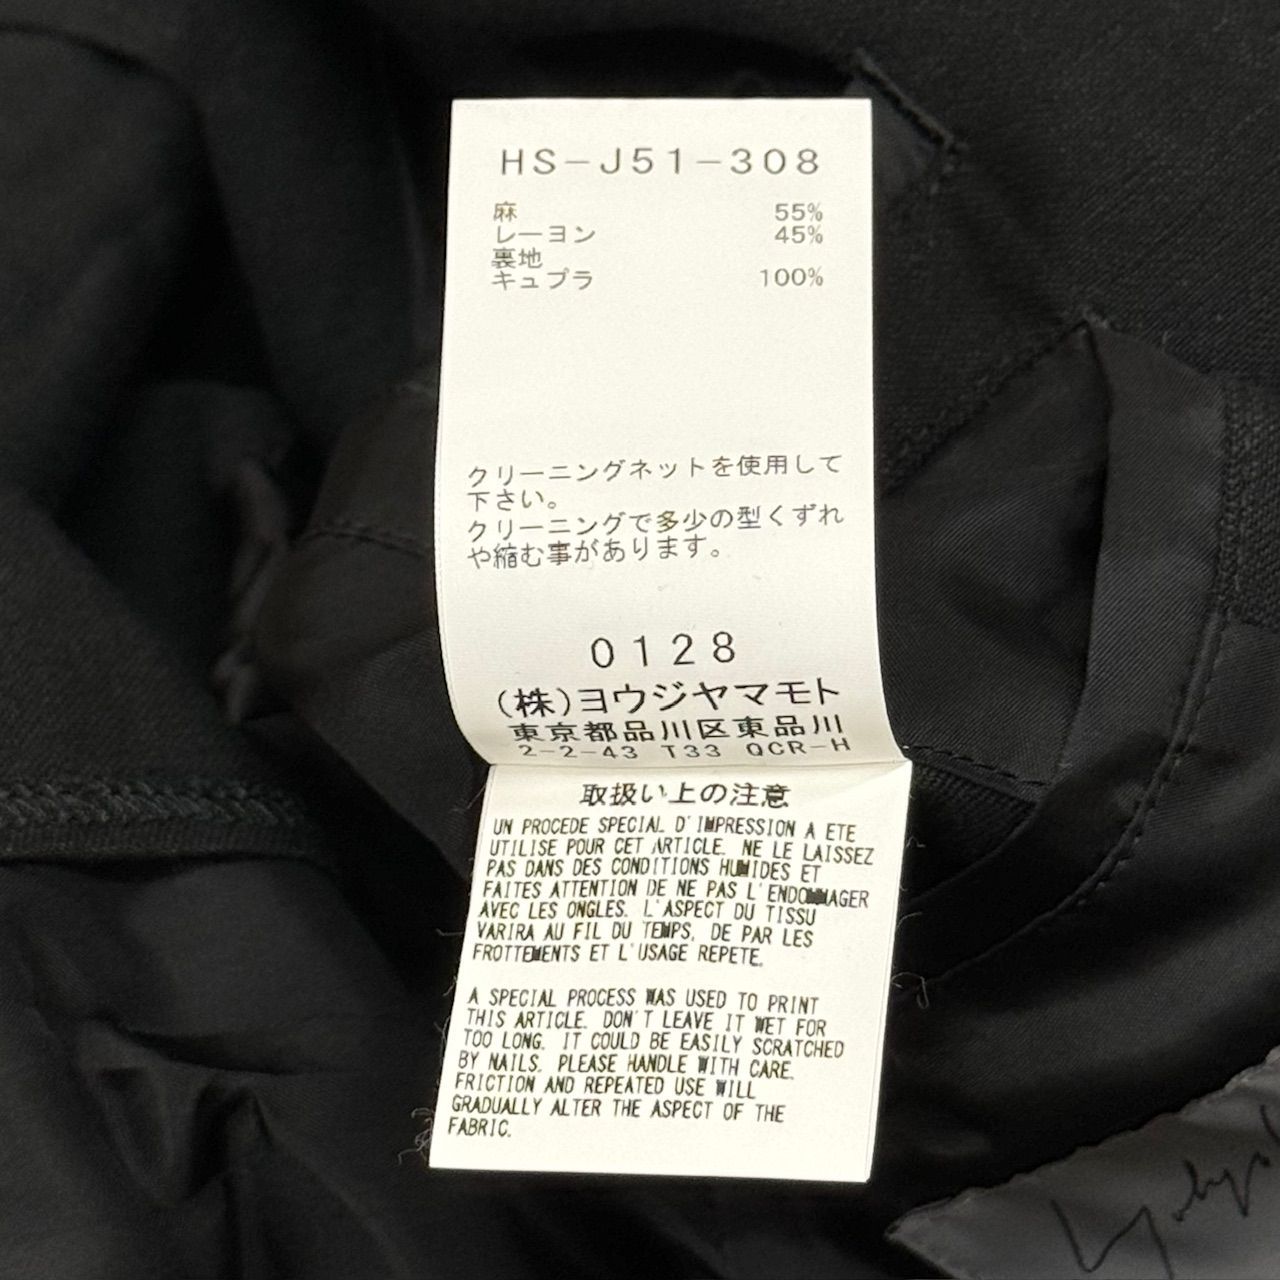 HS-J51-308
麻 55%
レーヨン 45%
裏地
キュプラ 100%
クリーニングネットを使用して
下さい。
クリーニングで多少の型くずれ
や縮む事があります。
0128
(株)ヨウジヤマモト
東京都品川区東品川
2-2-43 T33 QCR-H
取扱い上の注意
UN PROCEDE SPECIAL D'IMPRESSION A ETE
UTILISE POUR CET ARTICLE. NE LE LAISSEZ
PAS DANS DES CONDITIONS HUMIDES ET
FAITES ATTENTION DE NE PAS L'ENDOMMAGER
AVEC LES ONGLES. L'ASPECT DU TISSU
VARIRA AU FIL DU TEMPS, DE PAR LES
FROTTEMENTS ET L'USAGE REPETE.
A SPECIAL PROCESS WAS USED TO PRINT
THIS ARTICLE. DON'T LEAVE IT WET FOR
TOO LONG. IT COULD BE EASILY SCRATCHED
BY NAILS. PLEASE HANDLE WITH CARE.
FRICTION AND REPEATED USE WILL
GRADUALLY ALTER THE ASPECT OF THE
FABRIC.